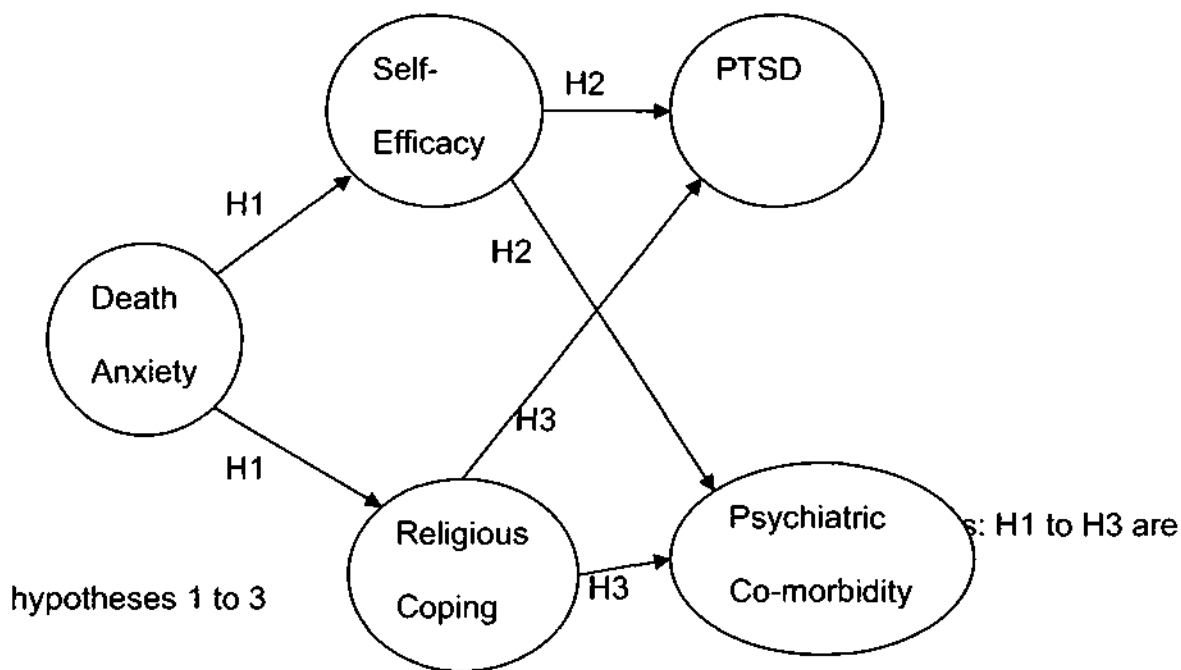 Self-
Efficacy
H2
PTSD
H1
H2
Death
Anxiety
H3
H1
Religious
Coping
H3
Psychiatric
Co-morbidity
s: H1 to H3 are
hypotheses 1 to 3